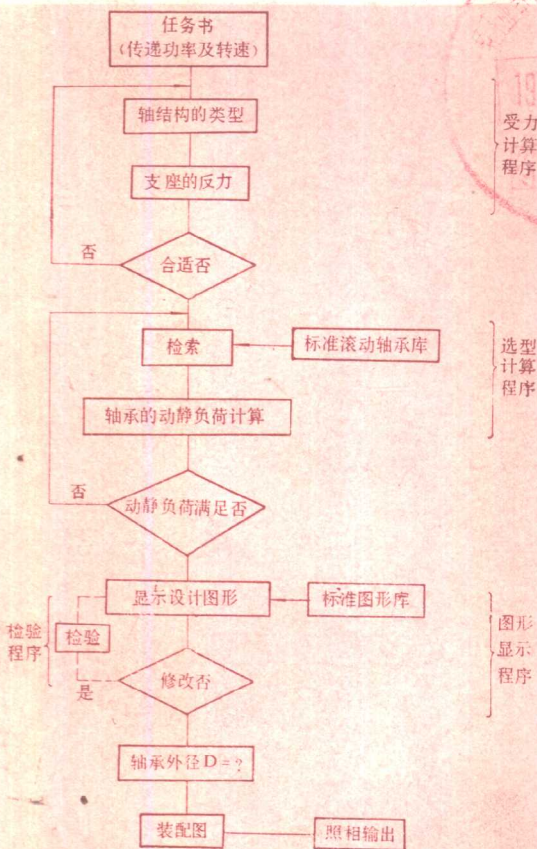 任务书
(传递功率及转速)
轴结构的类型
受力
计算
程序
支座的反力
否
合适否
检索
标准滚动轴承库
选型
计算
程序
轴承的动静负荷计算
否
动静负荷满足否
显示设计图形
标准图形库
检验
程序
检验
图形
显示
程序
修改否
是
轴承外径D=?
装配图
照相输出